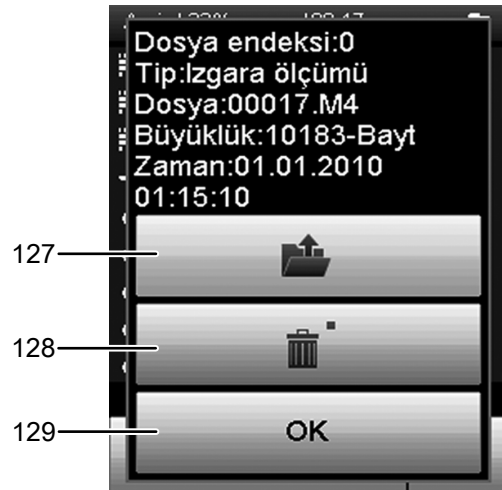 Dosya endeksi:0
Tip:Izgara ölçümü
Dosya:00017.M4
Büyüklük:10183-Bayt
Zaman:01.01.2010
01:15:10
127
128
129
OK